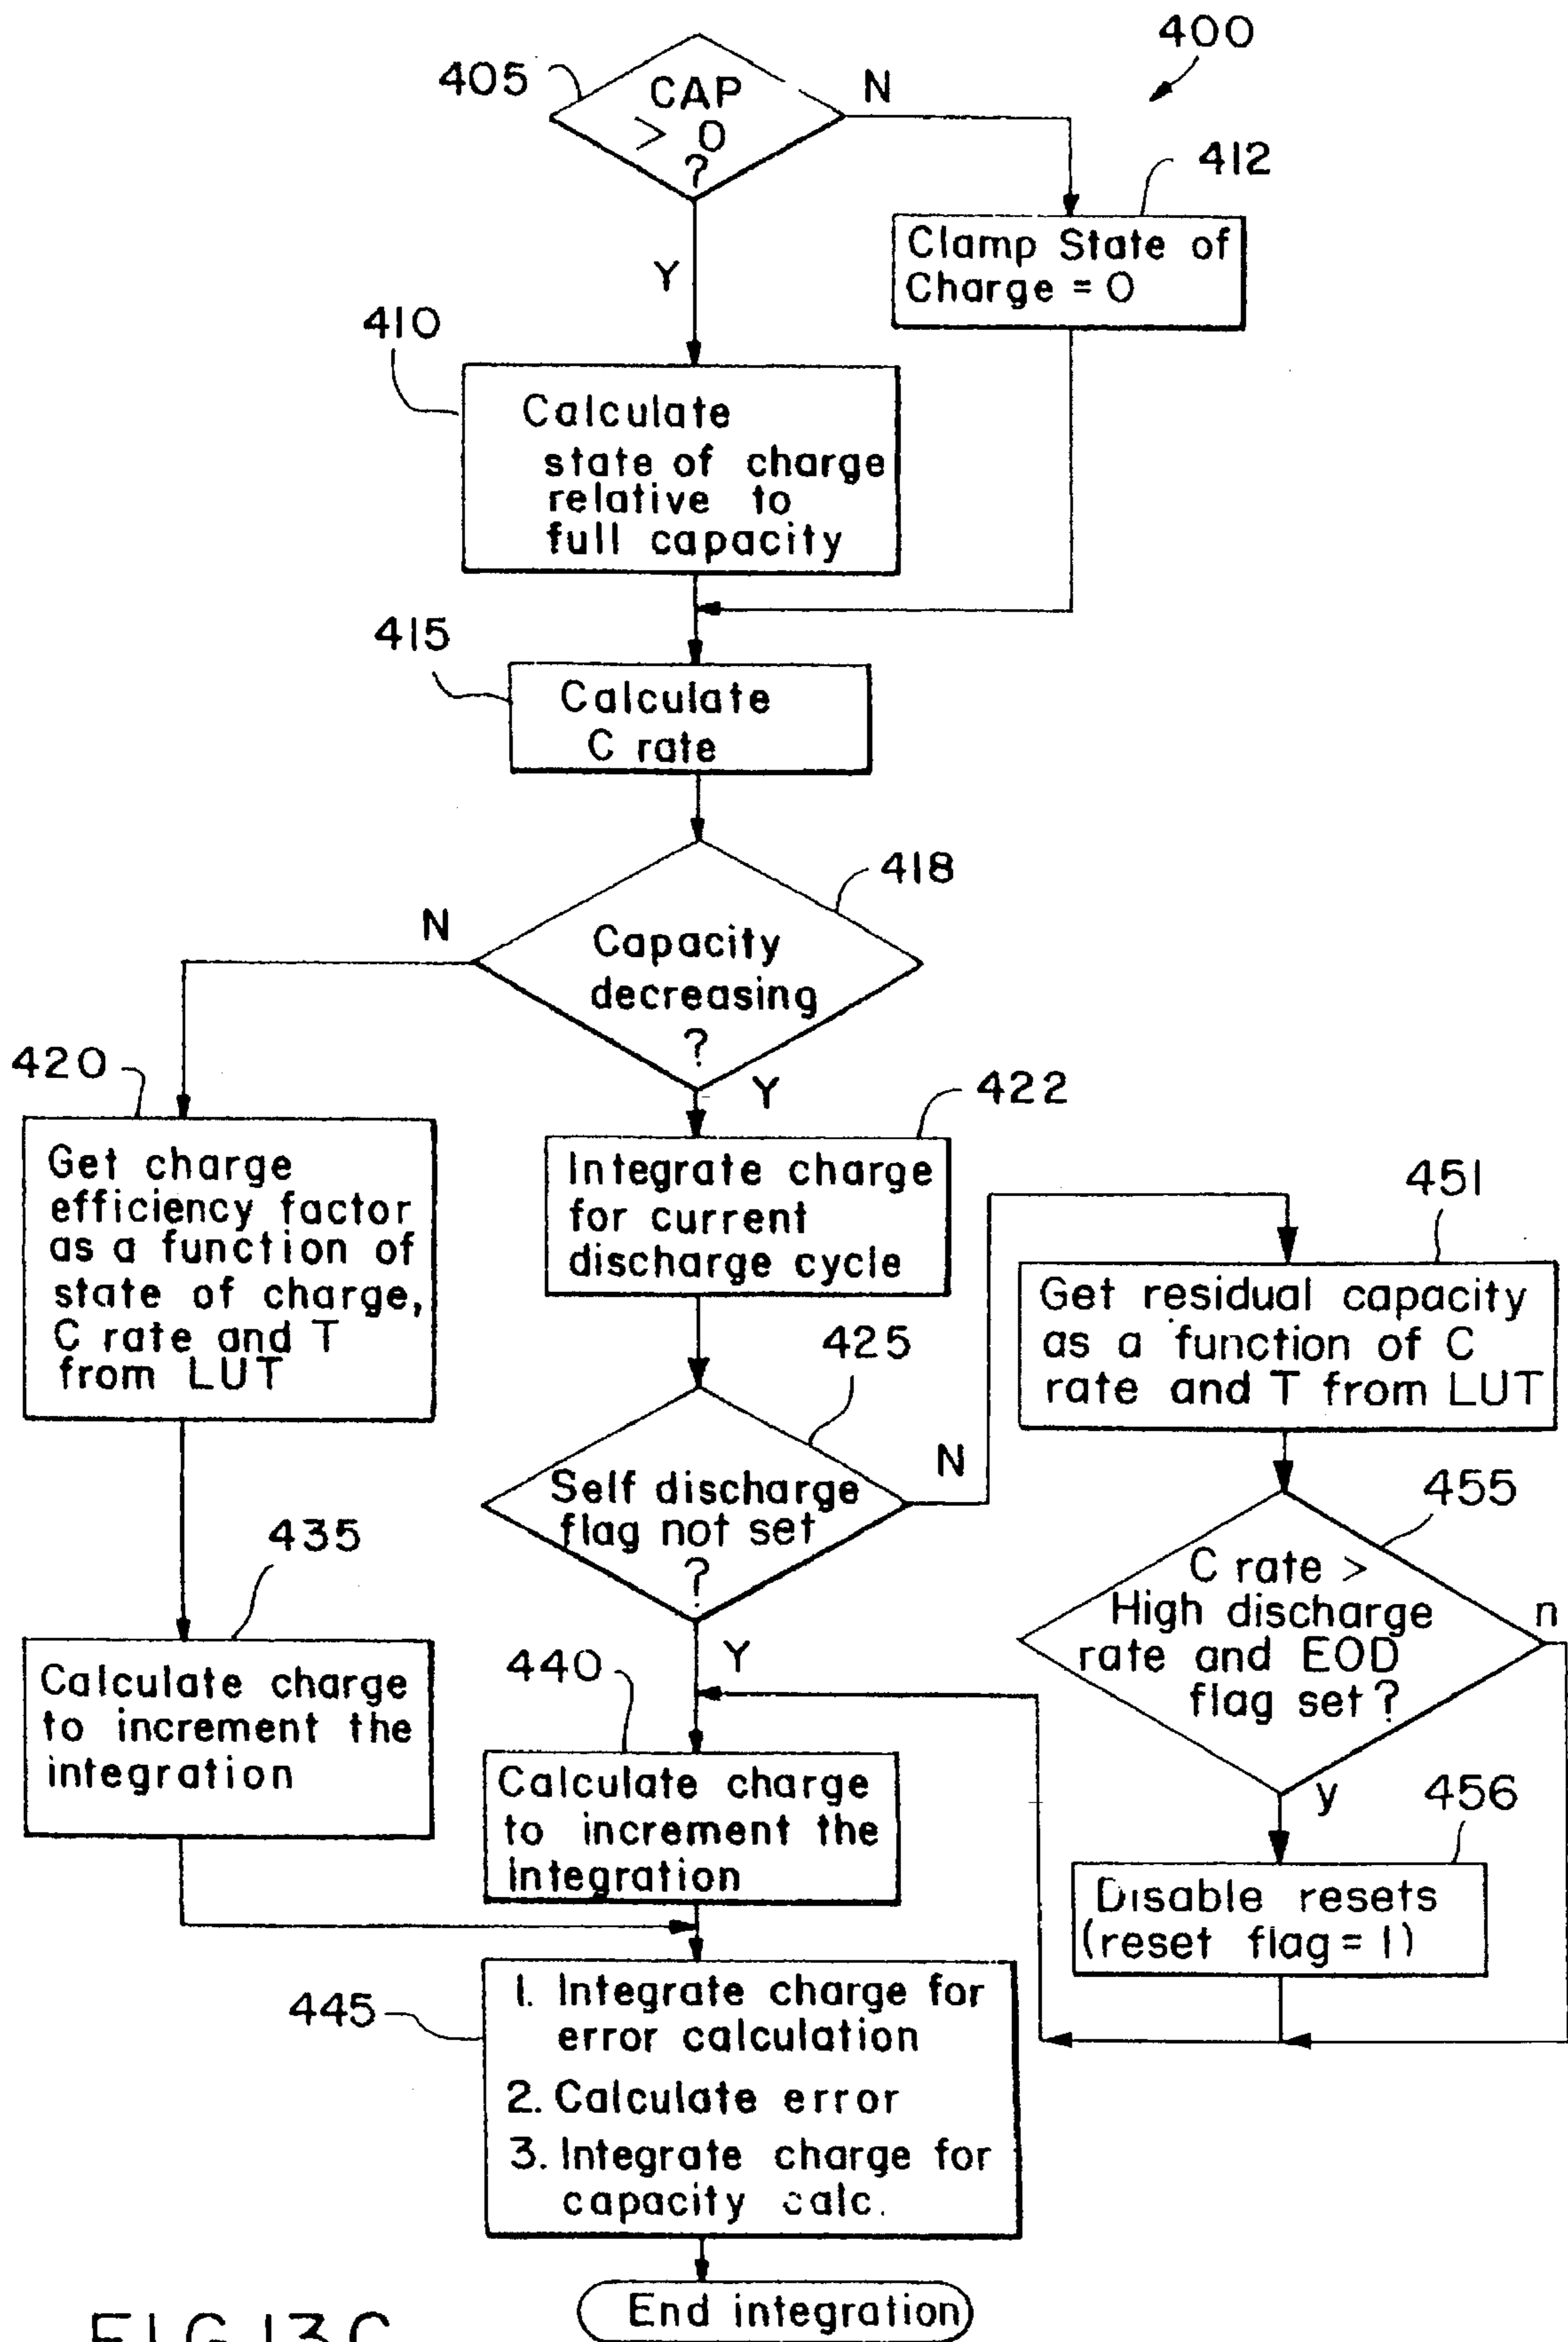 400
405
CAP
> 0
?
N
412
Clamp State of
Charge = 0
Y
410
Calculate
state of charge
relative to
full capacity
415
Calculate
C rate
418
N
Capacity
decreasing
?
Y
420
Get charge
efficiency factor
as a function of
state of charge,
C rate and T
from LUT
422
Integrate charge
for current
discharge cycle
451
Get residual capacity
as a function of C
rate and T from LUT
425
N
Self discharge
flag not set
?
Y
455
C rate >
High discharge
rate and EOD
flag set?
n
y
435
Calculate charge
to increment the
integration
440
Calculate charge
to increment the
integration
456
Disable resets
(reset flag = 1)
445
1. Integrate charge for
error calculation
2. Calculate error
3. Integrate charge for
capacity calc.
End integration
FIG.13C